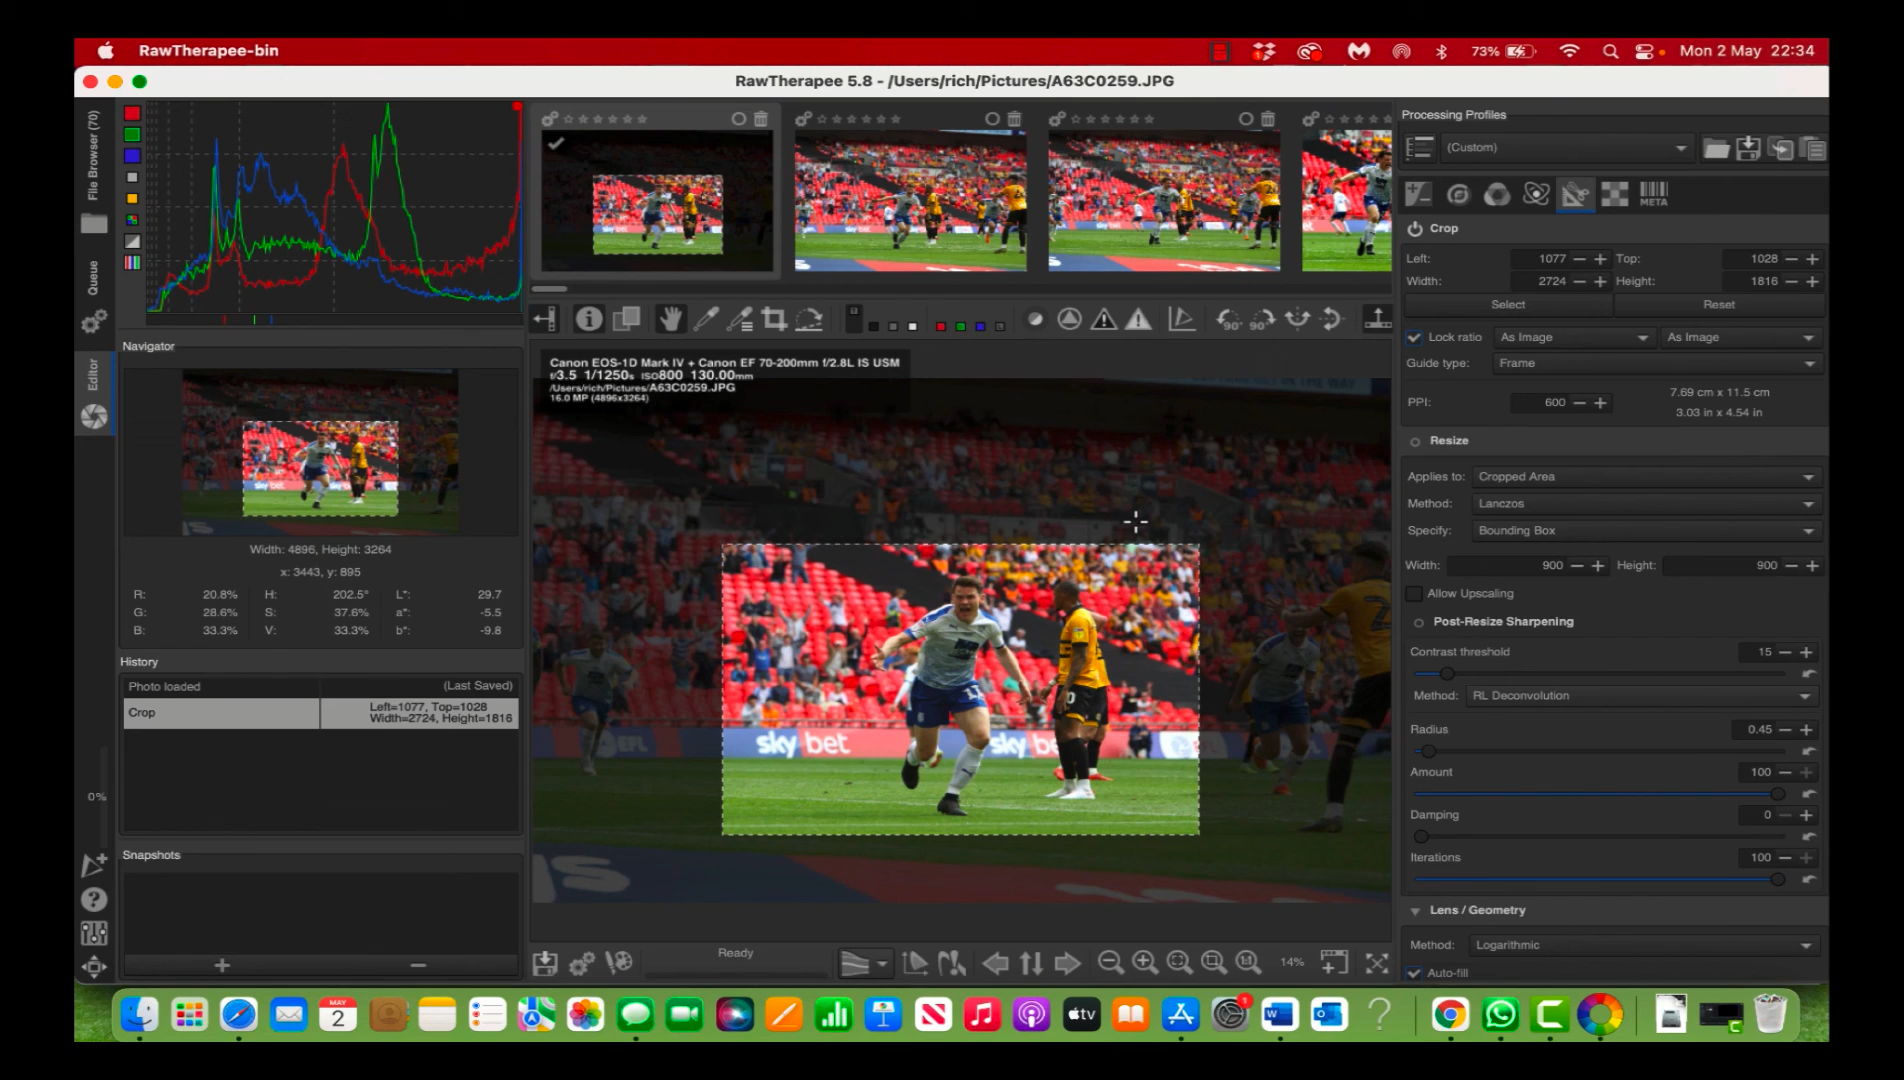 RawTherapee-bin
73%
Mon 2 May 22:34
RawTherapee 5.8 - /Users/rich/Pictures/A63C0259.JPG
File Browser (70)
Queue
Editor
0%
Navigator
Width: 4896, Height: 3264
x: 3443, y: 895
R: 20.8% H: 202.5° L*: 29.7
G: 28.6% S: 37.6% a*: -5.5
B: 33.3% V: 33.3% b*: -9.8
History
Photo loaded (Last Saved)
Crop Left=1077, Top=1028
Width=2724, Height=1816
Snapshots
Canon EOS-1D Mark IV + Canon EF 70-200mm f/2.8L IS USM
f/3.5 1/1250s ISO800 130.00mm
/Users/rich/Pictures/A63C0259.JPG
16.0 MP (4896x3264)
sky bet
sky be
EFL
Ready
14%
Processing Profiles
(Custom)
META
Crop
Left: 1077 Top: 1028
Width: 2724 Height: 1816
Select Reset
Lock ratio As Image As Image
Guide type: Frame
PPI: 600
7.69 cm x 11.5 cm
3.03 in x 4.54 in
Resize
Applies to: Cropped Area
Method: Lanczos
Specify: Bounding Box
Width: 900 Height: 900
Allow Upscaling
Post-Resize Sharpening
Contrast threshold 15
Method: RL Deconvolution
Radius 0.45
Amount 100
Damping 0
Iterations 100
Lens / Geometry
Method: Logarithmic
Auto-fill
MAY
2
tv